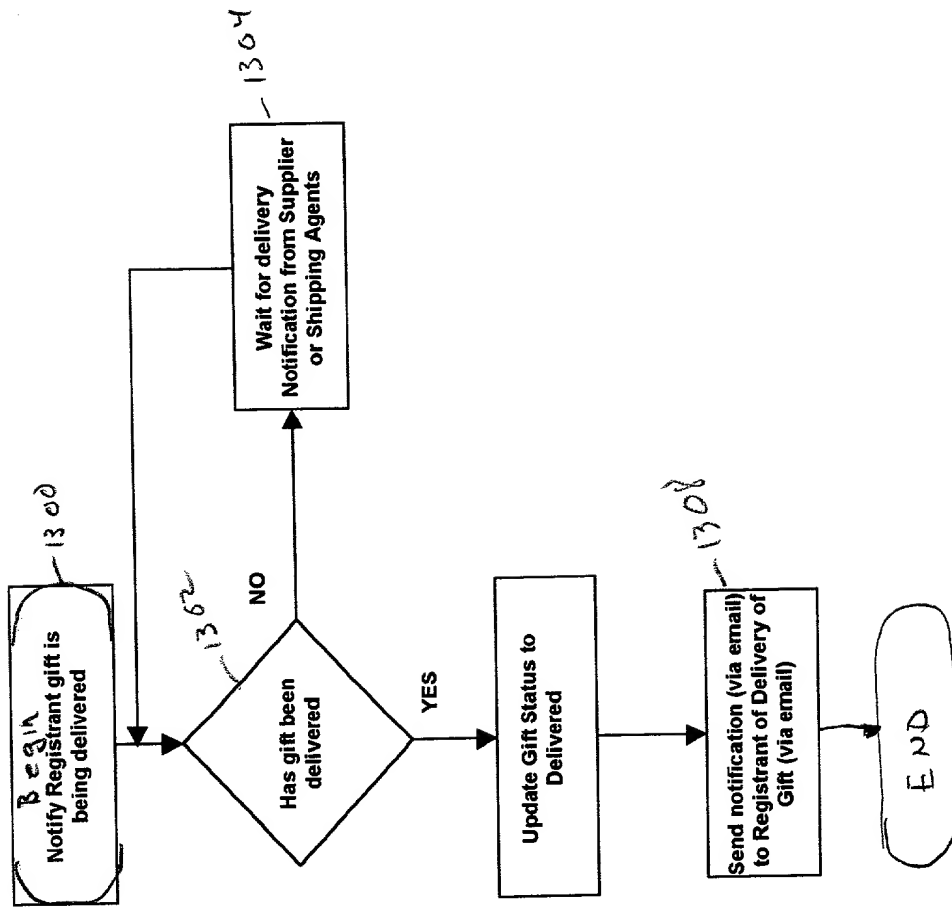 Begin
Notify Registrant gift is
being delivered
1300
Has gift been
delivered
1302
NO
Wait for delivery
Notification from Supplier
or Shipping Agents
1304
YES
Update Gift Status to
Delivered
Send notification (via email)
to Registrant of Delivery of
Gift (via email)
1308
END